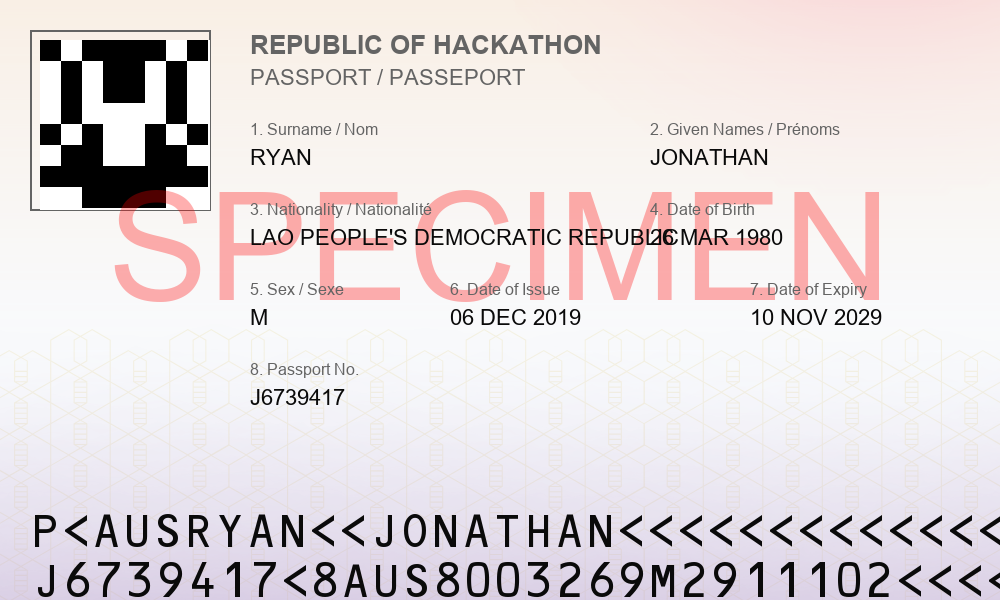 REPUBLIC OF HACKATHON
PASSPORT / PASSEPORT
1. Surname / Nom
2. Given Names / Prénoms
RYAN
JONATHAN
SPECIMEN
3. Nationality / Nationalité
4. Date of Birth
LAO PEOPLE'S DEMOCRATIC REPUBLIC
26 MAR 1980
5. Sex / Sexe
6. Date of Issue
7. Date of Expiry
M
06 DEC 2019
10 NOV 2029
8. Passport No.
J6739417
P<AUSRYAN<<JONATHAN<<<<<<<<<<<<<
J6739417<8AUS8003269M2911102<<<<